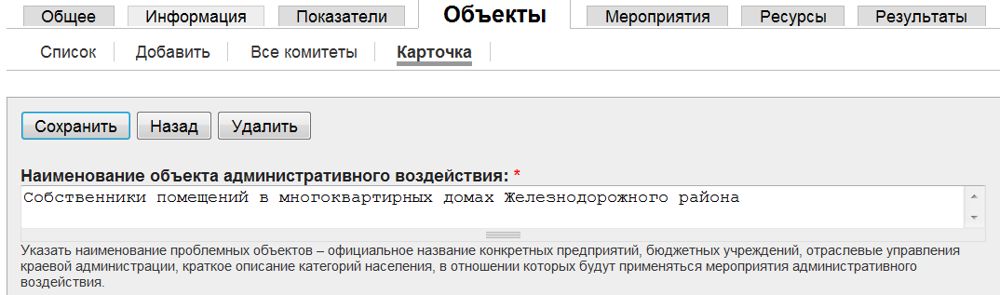 Общее Информация Показатели Объекты Мероприятия Ресурсы Результаты
Список Добавить Все комитеты Карточка
Сохранить Назад Удалить
Наименование объекта административного воздействия: *
Собственники помещений в многоквартирных домах Железнодорожного района
Указать наименование проблемных объектов – официальное название конкретных предприятий, бюджетных учреждений, отраслевые управления
краевой администрации, краткое описание категорий населения, в отношении которых будут применяться мероприятия административного
воздействия.